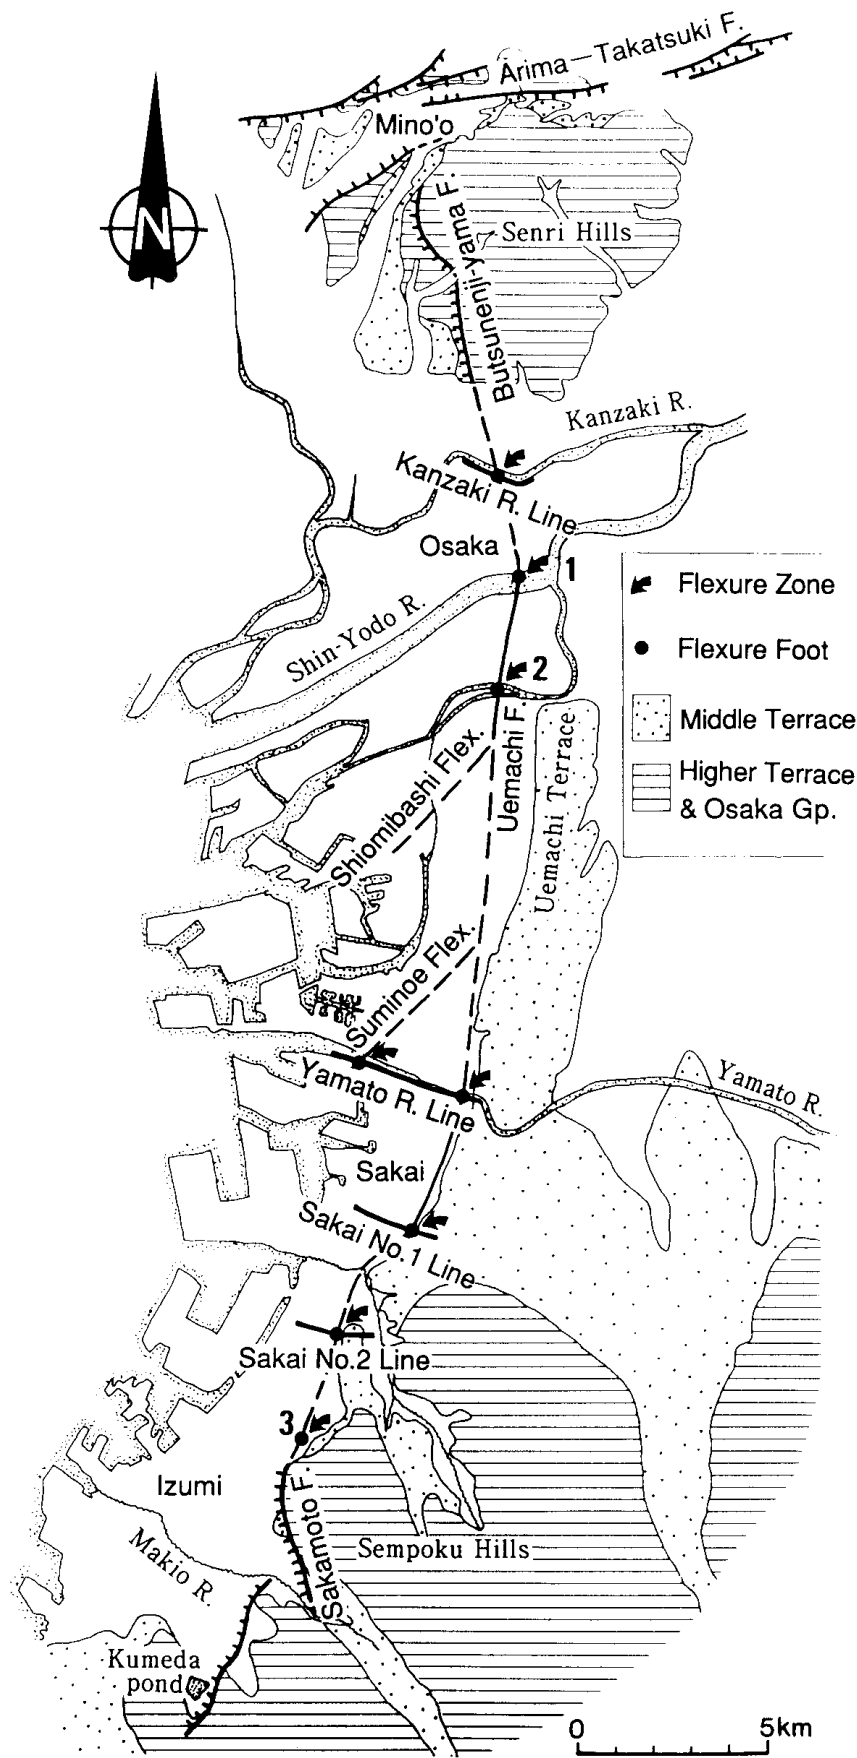 Arima-Takatsuki F.
Mino'o
N
Senri Hills
Butsunenji-yama F.
Kanzaki R.
Kanzaki R. Line
Osaka
1
Shin-Yodo R.
Flexure Zone
Flexure Foot
Middle Terrace
Higher Terrace
& Osaka Gp.
2
Uemachi F.
Shiomibashi Flex.
Uemachi Terrace
Suminoe Flex.
Yamato R. Line
Yamato R.
Sakai
Sakai No.1 Line
Sakai No.2 Line
3
Izumi
Sakamoto F.
Sempoku Hills
Makio R.
Kumeda
pond
0 5km